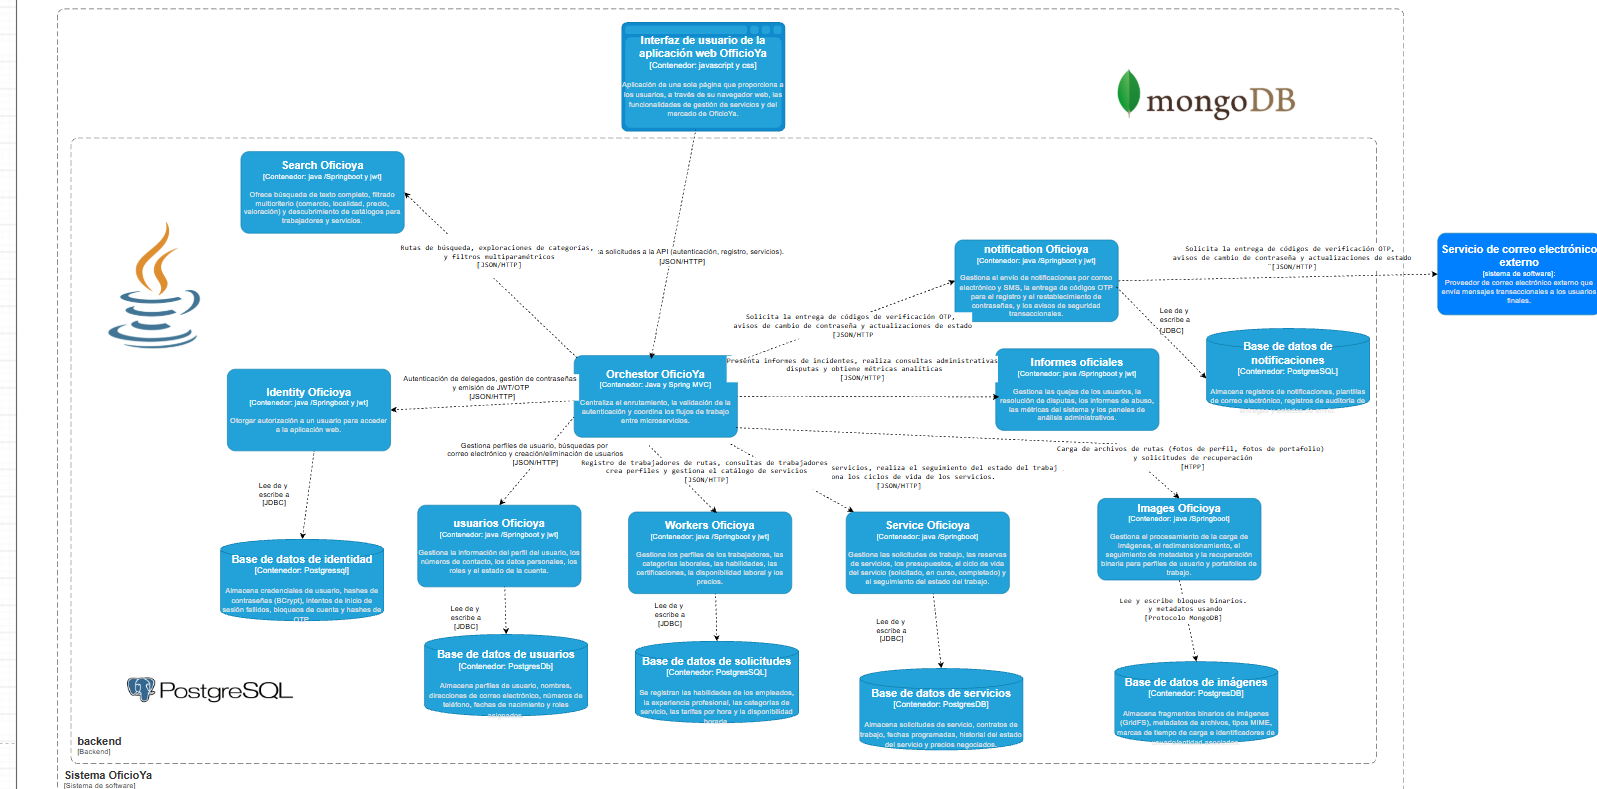 Interfaz de usuario de la
aplicación web OfficioYa
[Contenedor: javascript y css]
Aplicación de una sola página que proporciona a
los usuarios, a través de su navegador web, las
funcionalidades de gestión de servicios y del
mercado de OficioYa.
mongoDB
Search Oficioya
[Contenedor: java /Springboot y jwt]
Ofrece búsqueda de texto completo, filtrado
multicriterio (comercio, localidad, precio,
valoración) y descubrimiento de catálogos para
trabajadores y servicios.
Rutas de búsqueda, exploraciones de categorías,
y filtros multiparamétricos
[JSON/HTTP]
solicitudes a la API (autenticación, registro, servicios).
[JSON/HTTP]
notification Oficioya
[Contenedor: java /Springboot y jwt]
Gestiona el envío de notificaciones por correo
electrónico y SMS, la entrega de códigos OTP
para el registro y el restablecimiento de
contraseñas, y los avisos de seguridad
transaccionales.
Solicita la entrega de códigos de verificación OTP,
avisos de cambio de contraseña y actualizaciones de estado
"[JSON/HTTP]
Servicio de correo electrónico
externo
[sistema de software]:
Proveedor de correo electrónico externo que
envía mensajes transaccionales a los usuarios
finales.
Lee de y
escribe a
[JDBC]
Base de datos de
notificaciones
[Contenedor: PostgreSQL]
Almacena registros de notificaciones, plantillas
de correo electrónico, registros de auditoría de
Solicita la entrega de códigos de verificación OTP,
avisos de cambio de contraseña y actualizaciones de estado
[JSON/HTTP
Presenta informes de incidentes, realiza consultas administrativas
disputas y obtiene métricas analíticas
[JSON/HTTP]
Informes oficiales
[Contenedor: java /Springboot y jwt]
Gestiona las quejas de los usuarios, la
resolución de disputas, los informes de abuso,
las métricas del sistema y los paneles de
análisis administrativos.
Orchestor OficioYa
[Contenedor: Java y Spring MVC]
Centraliza el enrutamiento, la validación de la
autenticación y coordina los flujos de trabajo
entre microservicios.
Autenticación de delegados, gestión de contraseñas
y emisión de JWT/OTP
[JSON/HTTP]
Identity Oficioya
[Contenedor: java /Springboot y jwt]
Otorgar autorización a un usuario para acceder
a la aplicación web.
Lee de y
escribe a
[JDBC]
Base de datos de identidad
[Contenedor: Postgressql]
Almacena credenciales de usuario, hashes de
contraseñas (BCrypt), intentos de inicio de
sesión fallidos, bloqueos de cuenta y hashes de
OTP
Gestiona perfiles de usuario, búsquedas por
correo electrónico y creación/eliminación de usuarios
[JSON/HTTP]
Registro de trabajadores de rutas, consultas de trabajadores
crea perfiles y gestiona el catálogo de servicios
[JSON/HTTP]
servicios, realiza el seguimiento del estado del trabaj
ona los ciclos de vida de los servicios.
[JSON/HTTP]
Carga de archivos de rutas (fotos de perfil, fotos de portafolio)
y solicitudes de recuperación
[HTPP]
usuarios Oficioya
[Contenedor: java /Springboot y jwt]
Gestiona la información del perfil del usuario, los
números de contacto, los datos personales, los
roles y el estado de la cuenta.
Workers Oficioya
[Contenedor: java /Springboot y jwt]
Gestiona los perfiles de los trabajadores, las
categorías laborales, las habilidades, las
certificaciones, la disponibilidad laboral y los
precios.
Service Oficioya
[Contenedor: java /Springboot]
Gestiona las solicitudes de trabajo, las reservas
de servicios, los presupuestos, el ciclo de vida
del servicio (solicitado, en curso, completado) y
el seguimiento del estado del trabajo.
Images Oficioya
[Contenedor: java /Springboot]
Gestiona el procesamiento de la carga de
imágenes, el redimensionamiento, el
seguimiento de metadatos y la recuperación
binaria para perfiles de usuario y portafolios de
trabajo.
Lee de y
escribe a
[JDBC]
Lee de y
escribe a
[JDBC]
Lee de y
escribe a
[JDBC]
Lee y escribe bloques binarios.
y metadatos usando
[Protocolo MongoDB]
Base de datos de usuarios
[Contenedor: PostgresDb]
Almacena perfiles de usuario, nombres,
direcciones de correo electrónico, números de
teléfono, fechas de nacimiento y roles
asignados.
Base de datos de solicitudes
[Contenedor: PostgreSQL]
Se registran las habilidades de los empleados,
la experiencia profesional, las categorías de
servicio, las tarifas por hora y la disponibilidad
horaria.
Base de datos de servicios
[Contenedor: PostgresDB]
Almacena solicitudes de servicio, contratos de
trabajo, fechas programadas, historial del estado
del servicio y precios negociados.
Base de datos de imágenes
[Contenedor: PostgresDB]
Almacena fragmentos binarios de imágenes
(GridFS), metadatos de archivos, tipos MIME,
marcas de tiempo de carga e identificadores de
PostgreSQL
backend
[Backend]
Sistema OficioYa
[Sistema de software]